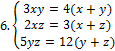 6. { 3xy = 4(x + y)
2xz = 3(x + z)
5yz = 12(y + z)